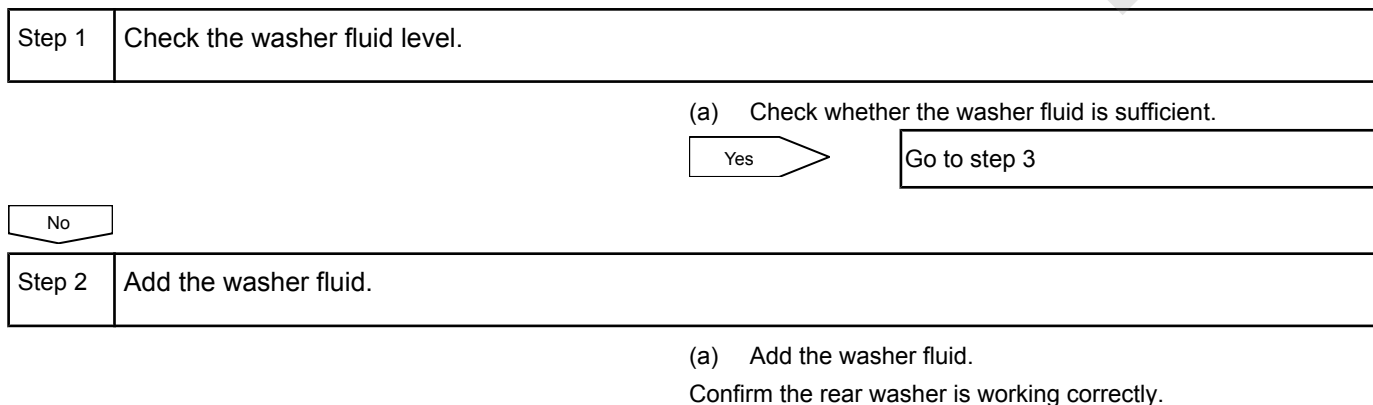 Step 1 Check the washer fluid level.
(a) Check whether the washer fluid is sufficient.
Yes Go to step 3
No
Step 2 Add the washer fluid.
(a) Add the washer fluid.
Confirm the rear washer is working correctly.